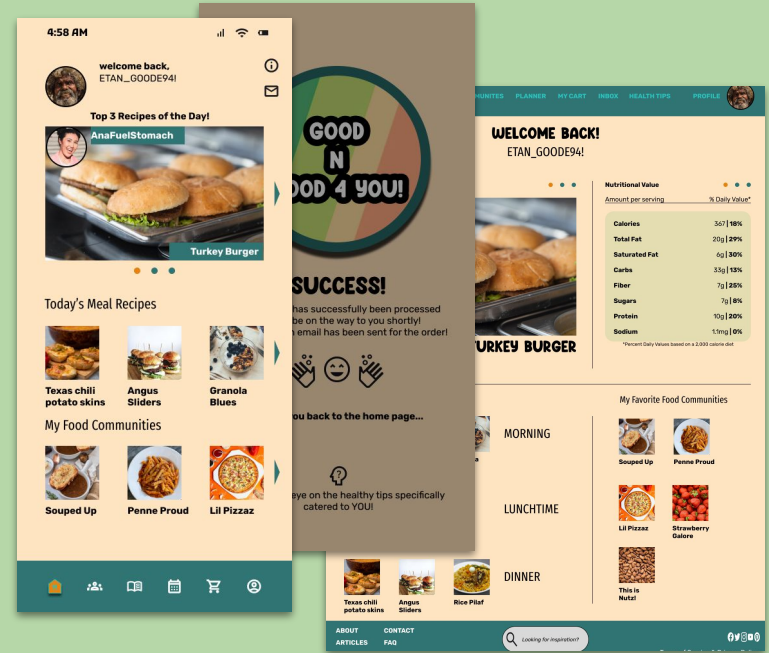 4:58 AM
welcome back,
ETAN_GOODE94!
Top 3 Recipes of the Day!
AnaFuelStomach
Turkey Burger
Today's Meal Recipes
Texas chili
potato skins
Angus
Sliders
Granola
Blues
My Food Communities
Souped Up
Penne Proud
Lil Pizzaz
GOOD
N
OOD 4 YOU!
SUCCESS!
has successfully been processed
be on the way to you shortly!
email has been sent for the order!
ou back to the home page...
eye on the healthy tips specifically
catered to YOU!
PLANNER
MY CART
INBOX
HEALTH TIPS
PROFILE
WELCOME BACK!
ETAN_GOODE94!
TURKEY BURGER
Nutritional Value
Amount per serving
% Daily Value*
Calories 367 | 18%
Total Fat 20g | 29%
Saturated Fat 6g | 30%
Carbs 33g | 13%
Fiber 7g | 25%
Sugars 7g | 8%
Protein 10g | 20%
Sodium 1.1mg | 0%
*Percent Daily Values based on a 2,000 calorie diet
MORNING
LUNCHTIME
DINNER
Texas chili
potato skins
Angus
Sliders
Rice Pilaf
My Favorite Food Communities
Souped Up
Penne Proud
Lil Pizzaz
Strawberry
Galore
This is
Nutz!
ABOUT
CONTACT
ARTICLES
FAQ
Looking for inspiration?